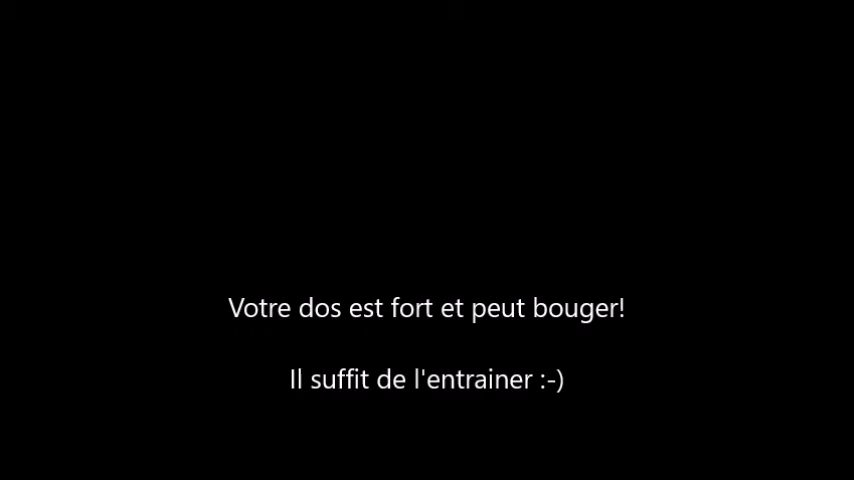 Votre dos est fort et peut bouger!
Il suffit de l'entrainer :-)